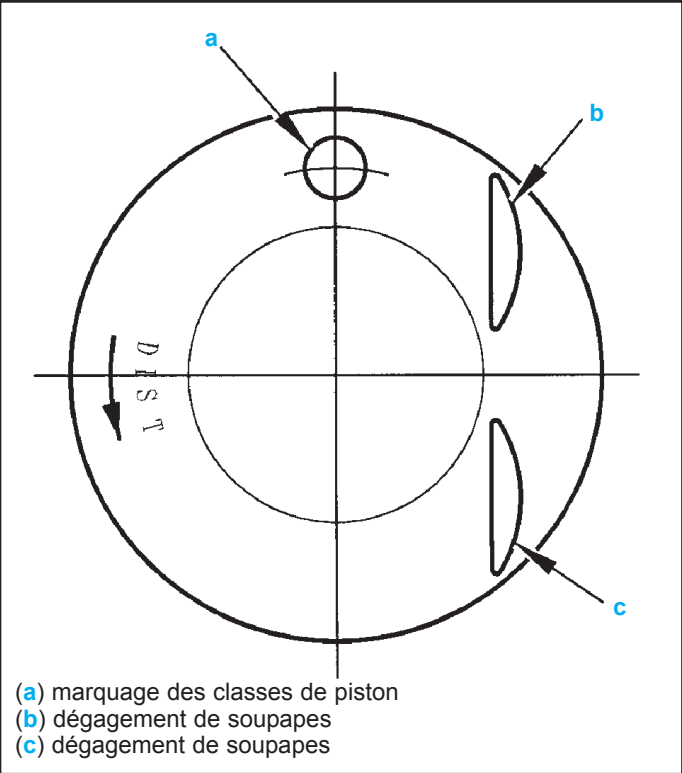 a
b
DIST
c
(a) marquage des classes de piston
(b) dégagement de soupapes
(c) dégagement de soupapes